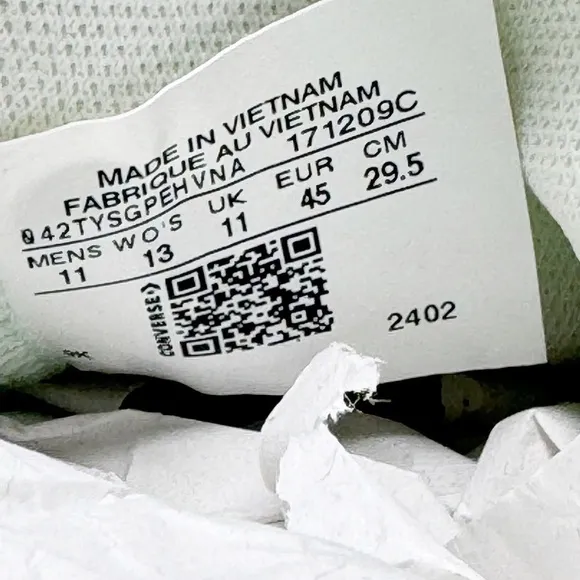 MADE IN VIETNAM
FABRIQUE AU VIETNAM
042TYSGPEHVNA 171209C
MENS WO'S UK EUR CM
11 13 11 45 29.5
CONVERSE
2402